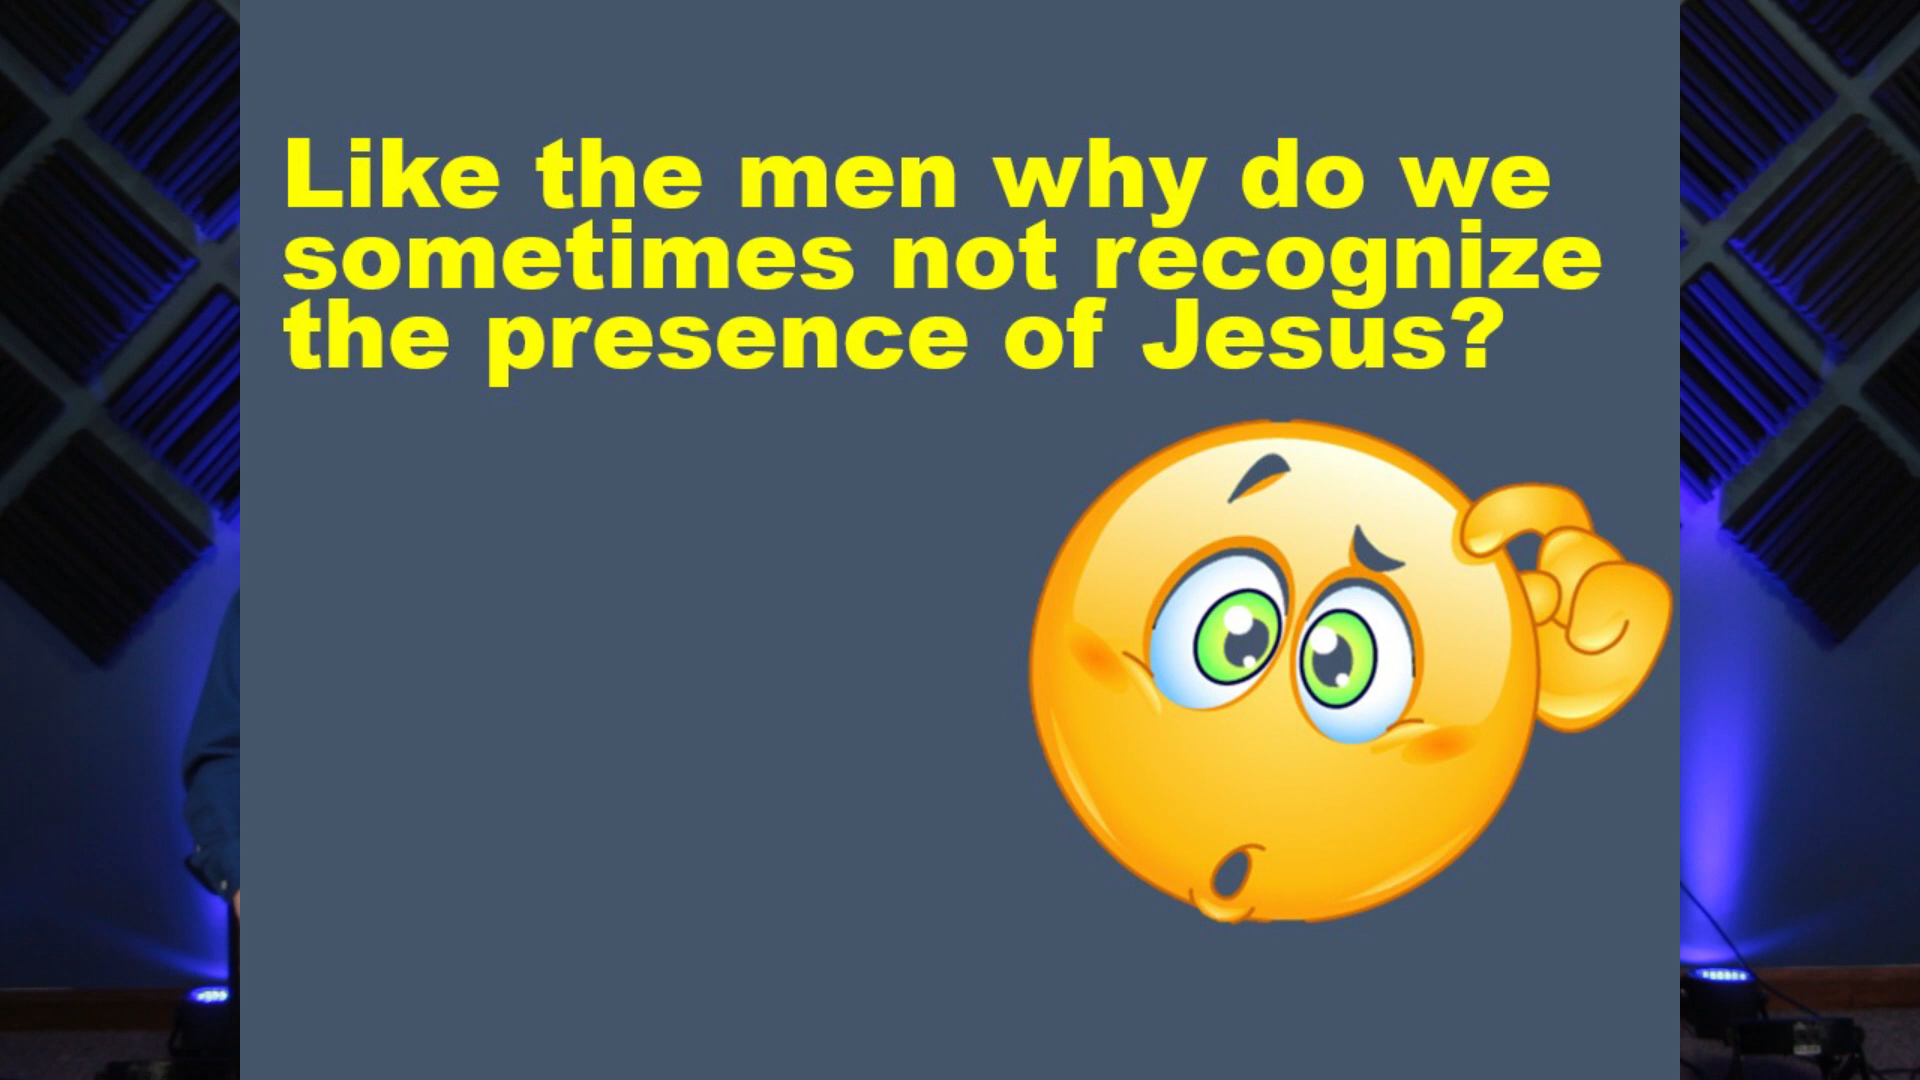 Like the men why do we
sometimes not recognize
the presence of Jesus?